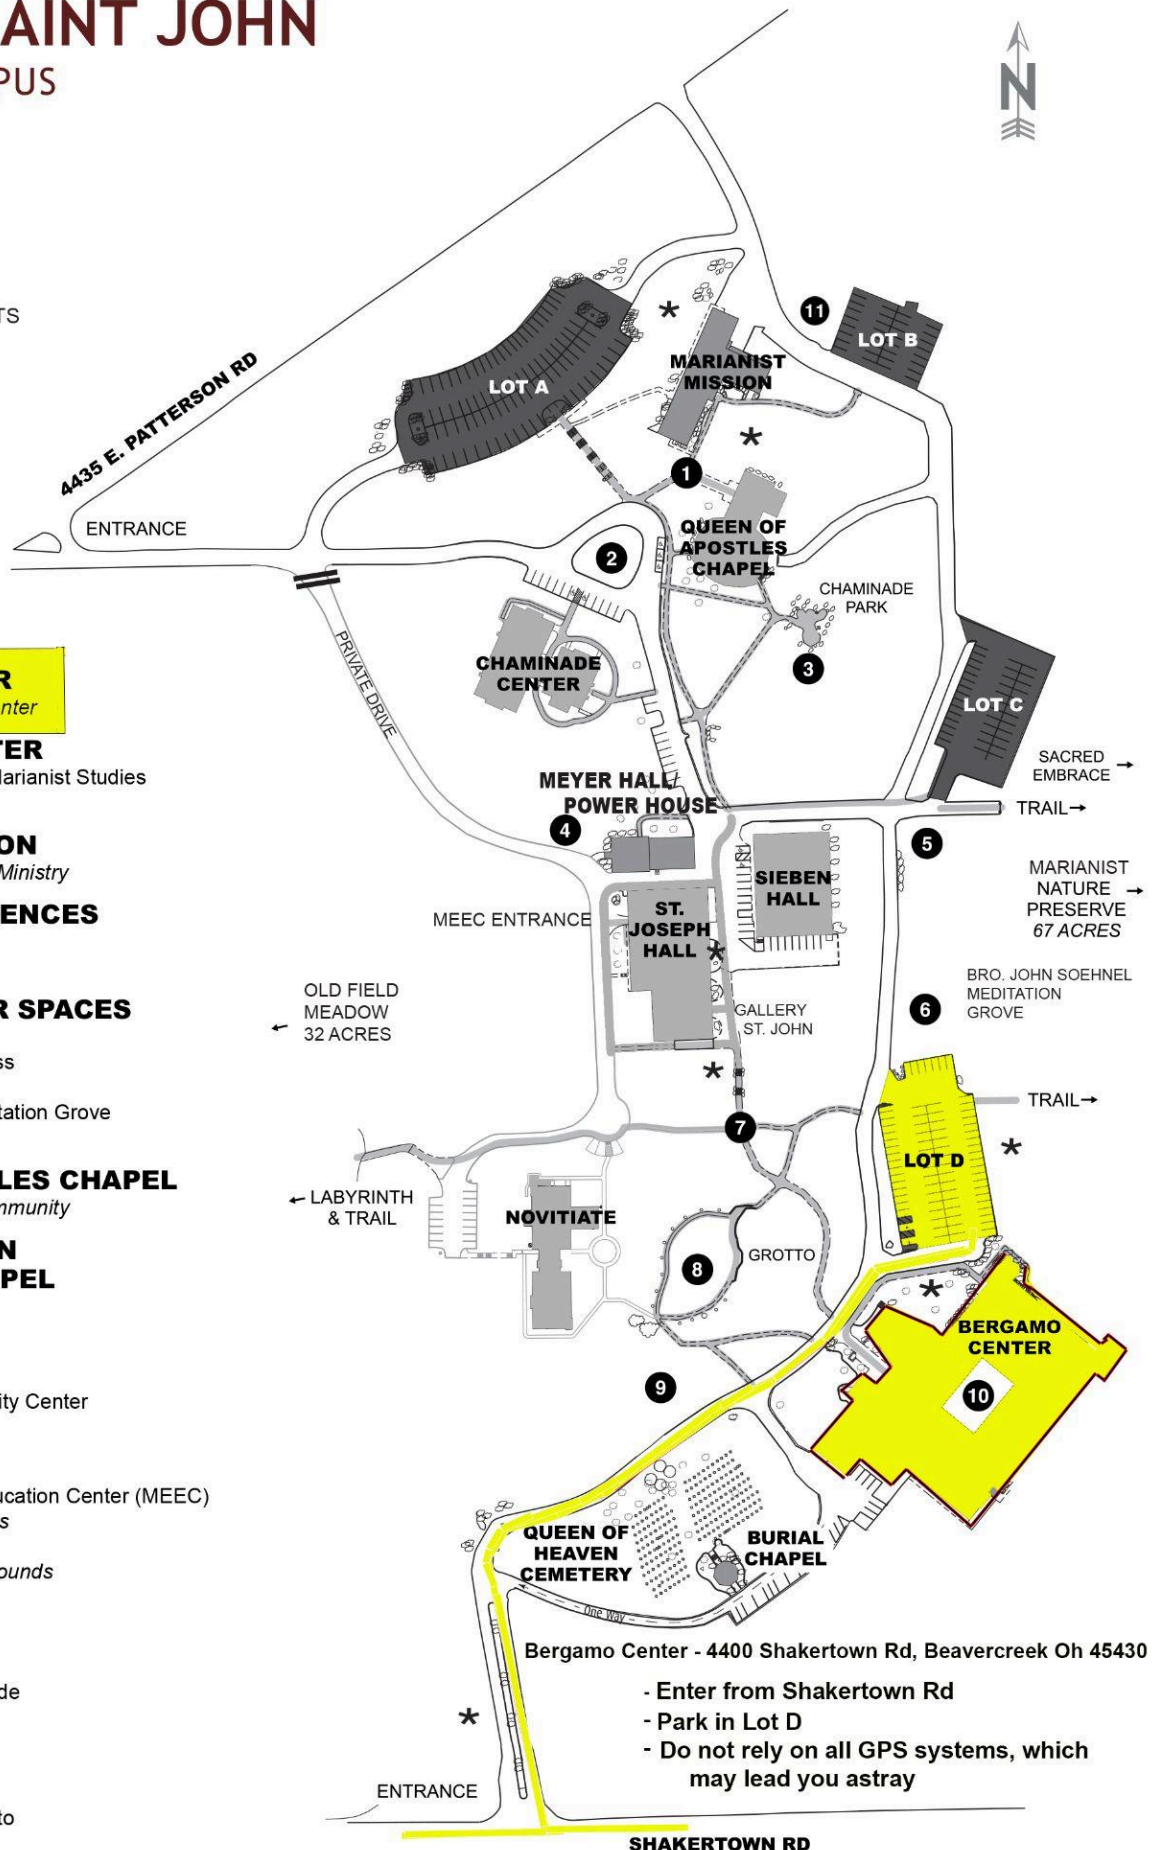 AINT JOHN
PUS
N
TS
11
LOT B
MARIANIST
MISSION
LOT A
4435 E. PATTERSON RD
1
ENTRANCE
QUEEN OF
APOSTLES
CHAPEL
2
CHAMINADE
PARK
PRIVATE DRIVE
CHAMINADE
CENTER
3
R
nter
LOT C
TER
Marianist Studies
SACRED
EMBRACE →
MEYER HALL/
POWER HOUSE
TRAIL→
4
5
ON
Ministry
SIEBEN
HALL
MARIANIST
NATURE →
PRESERVE
67 ACRES
ENCES
MEEC ENTRANCE
ST.
JOSEPH
HALL
BRO. JOHN SOEHNEL
MEDITATION
GROVE
6
R SPACES
OLD FIELD
MEADOW
← 32 ACRES
GALLERY
ST. JOHN
ss
tation Grove
TRAIL→
7
LOT D
LES CHAPEL
mmunity
← LABYRINTH
& TRAIL
NOVITIATE
N
PEL
8
GROTTO
BERGAMO
CENTER
9
10
ity Center
ucation Center (MEEC)
s
QUEEN OF
HEAVEN
CEMETERY
BURIAL
CHAPEL
ounds
One Way
Bergamo Center - 4400 Shakertown Rd, Beavercreek Oh 45430
- Enter from Shakertown Rd
- Park in Lot D
- Do not rely on all GPS systems, which
may lead you astray
de
ENTRANCE
to
SHAKERTOWN RD